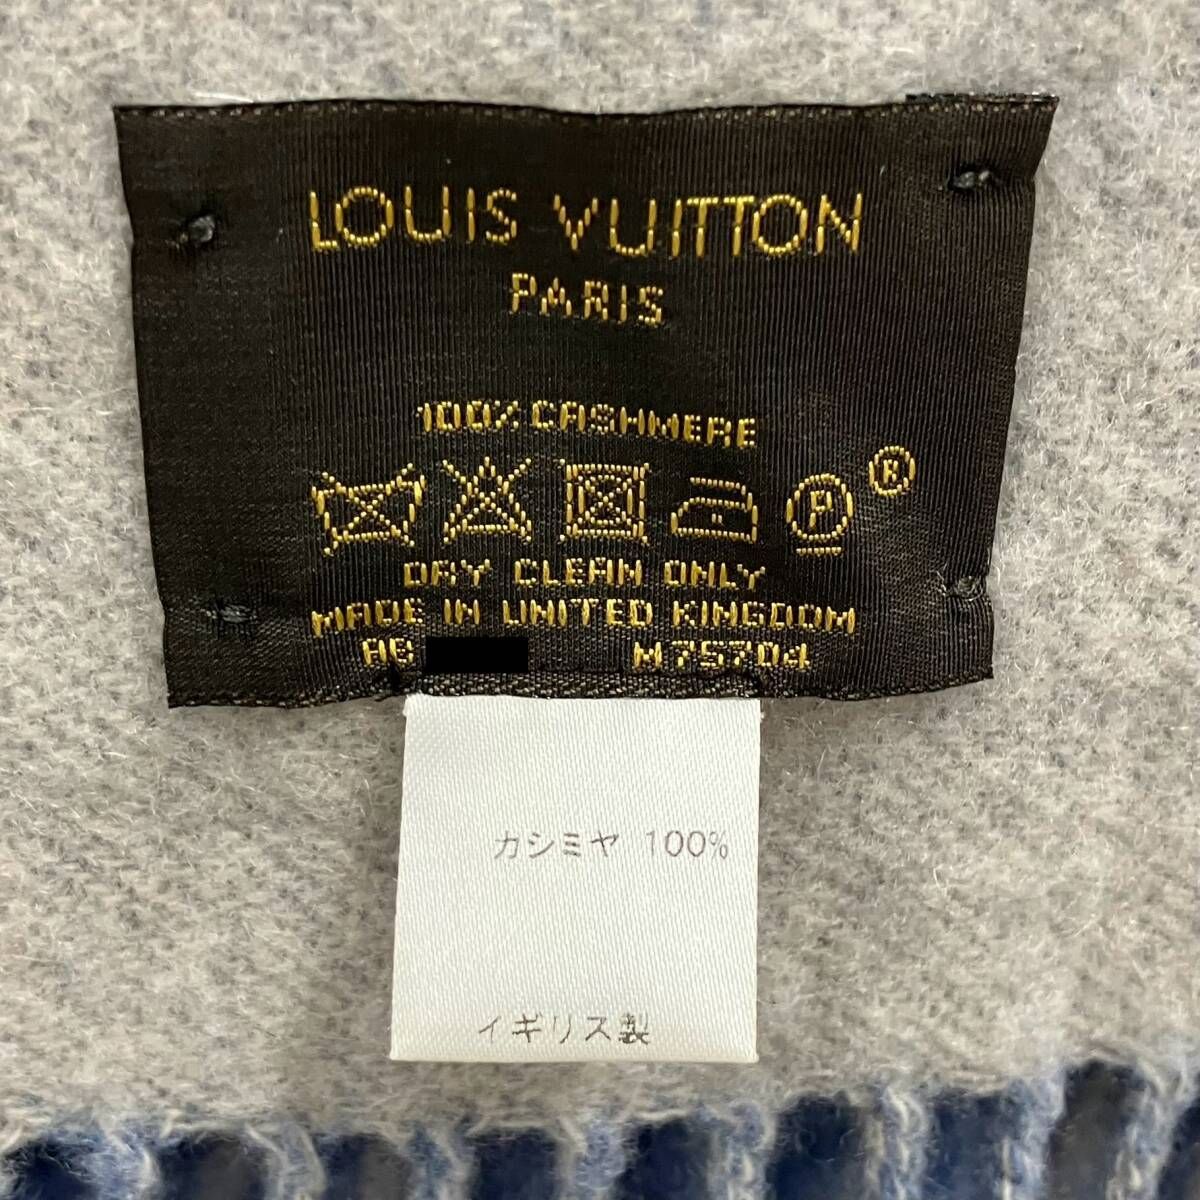 LOUIS VUITTON
PARIS
100% CASHMERE
P R
DRY CLEAN ONLY
MADE IN UNITED KINGDOM
AB M75704
カシミヤ 100%
イギリス製